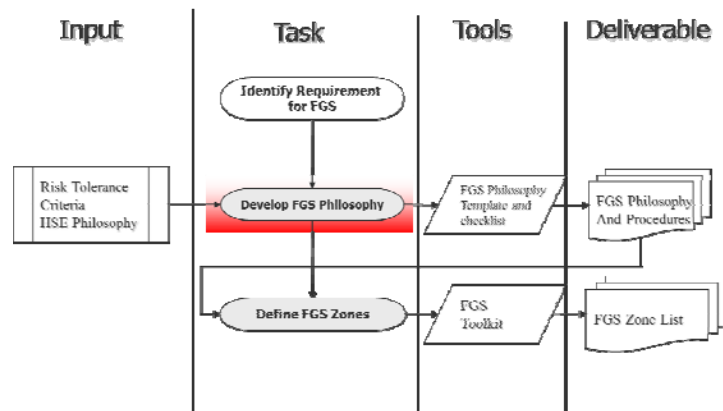 Input
Task
Tools
Deliverable
Identify Requirement
for FGS
Risk Tolerance
Criteria
HSE Philosophy
Develop FGS Philosophy
FGS Philosophy
Template and
checklist
FGS Philosophy
And Procedures
Define FGS Zones
FGS
Toolkit
FGS Zone List